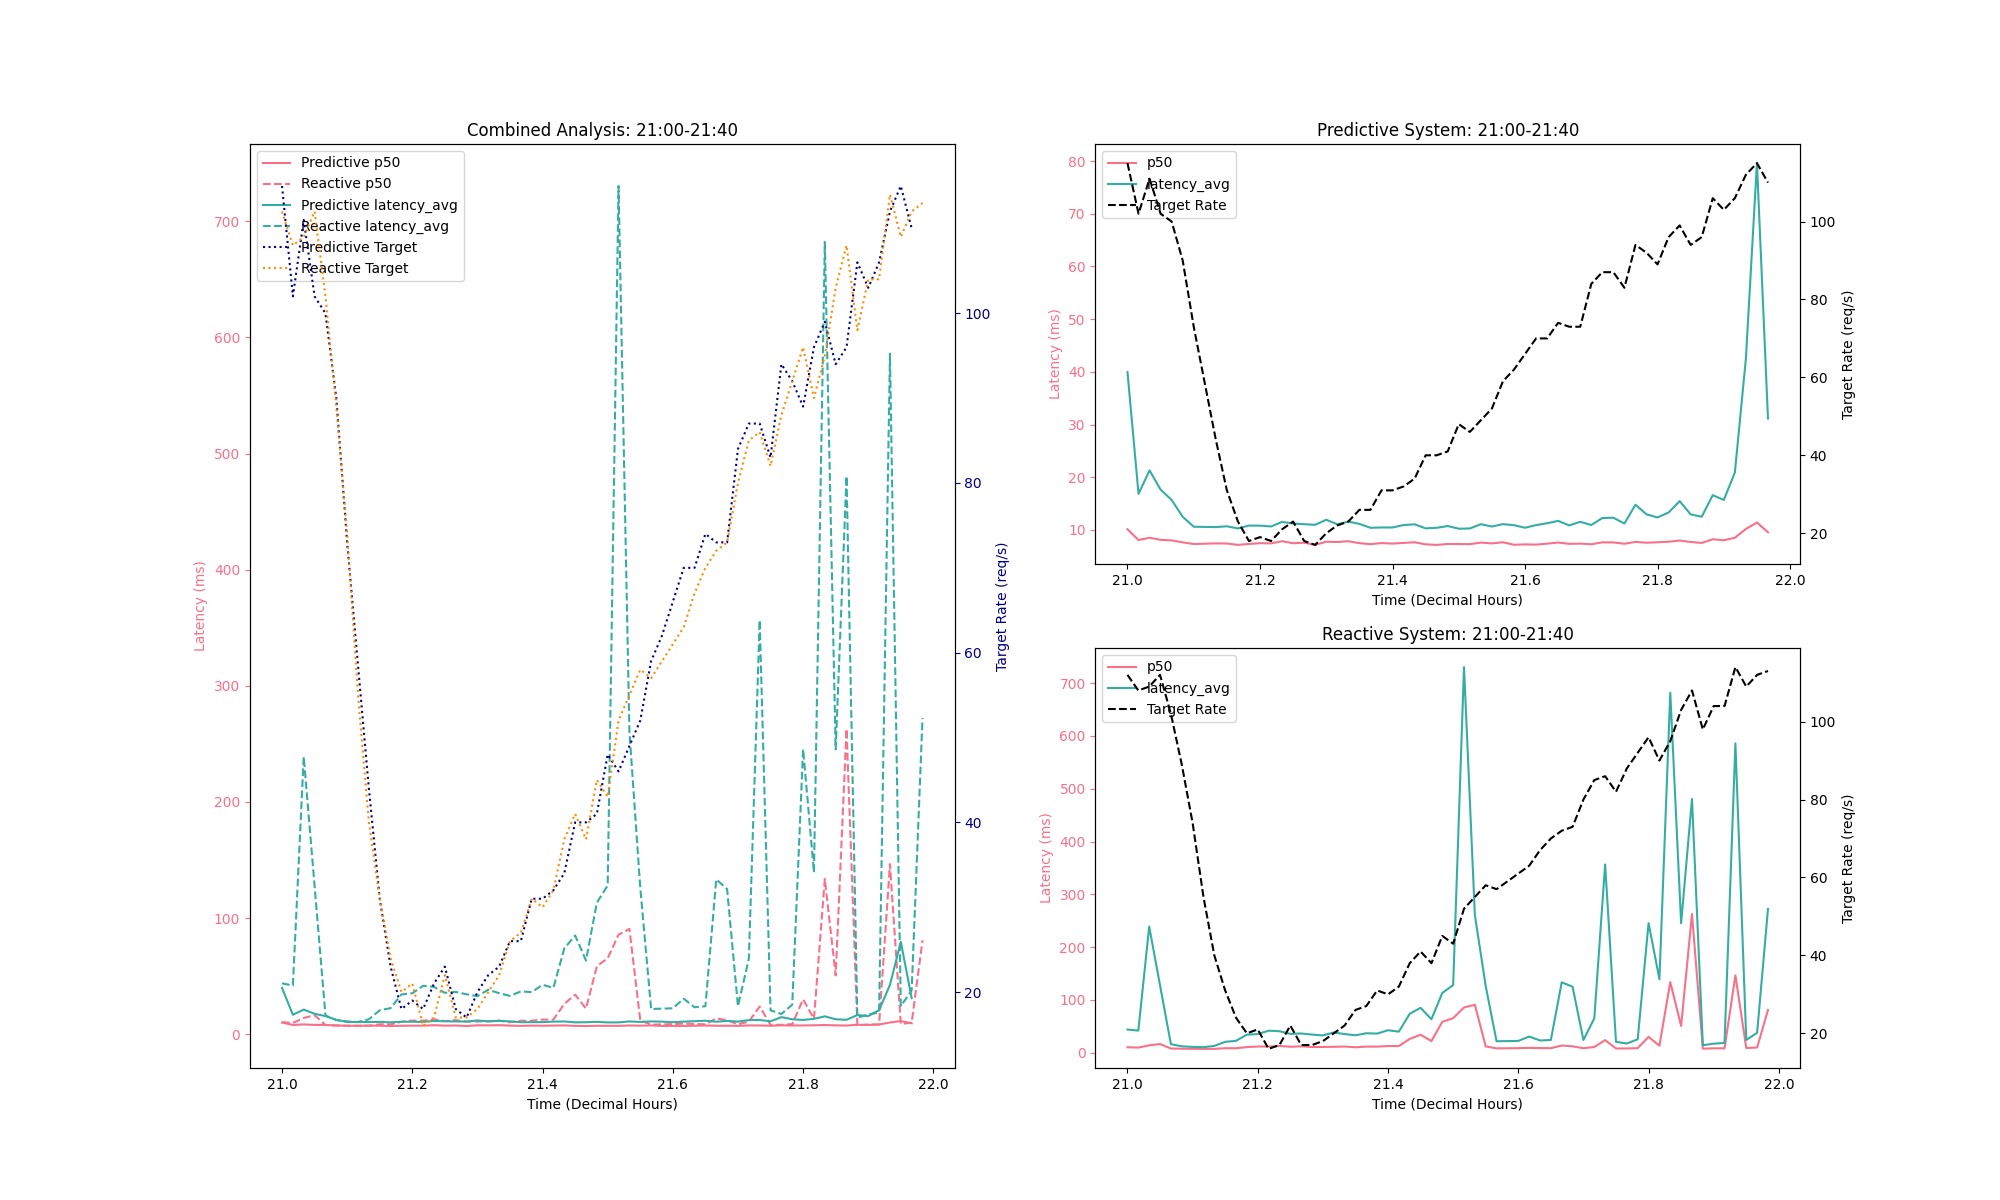 Combined Analysis: 21:00-21:40
Predictive p50
Reactive p50
Predictive latency_avg
Reactive latency_avg
Predictive Target
Reactive Target
700
600
500
400
300
200
100
0
Latency (ms)
100
80
60
40
20
Target Rate (req/s)
21.0 21.2 21.4 21.6 21.8 22.0
Time (Decimal Hours)
Predictive System: 21:00-21:40
p50
latency_avg
Target Rate
80
70
60
50
40
30
20
10
Latency (ms)
100
80
60
40
20
Target Rate (req/s)
21.0 21.2 21.4 21.6 21.8 22.0
Time (Decimal Hours)
Reactive System: 21:00-21:40
p50
latency_avg
Target Rate
700
600
500
400
300
200
100
0
Latency (ms)
100
80
60
40
20
Target Rate (req/s)
21.0 21.2 21.4 21.6 21.8 22.0
Time (Decimal Hours)